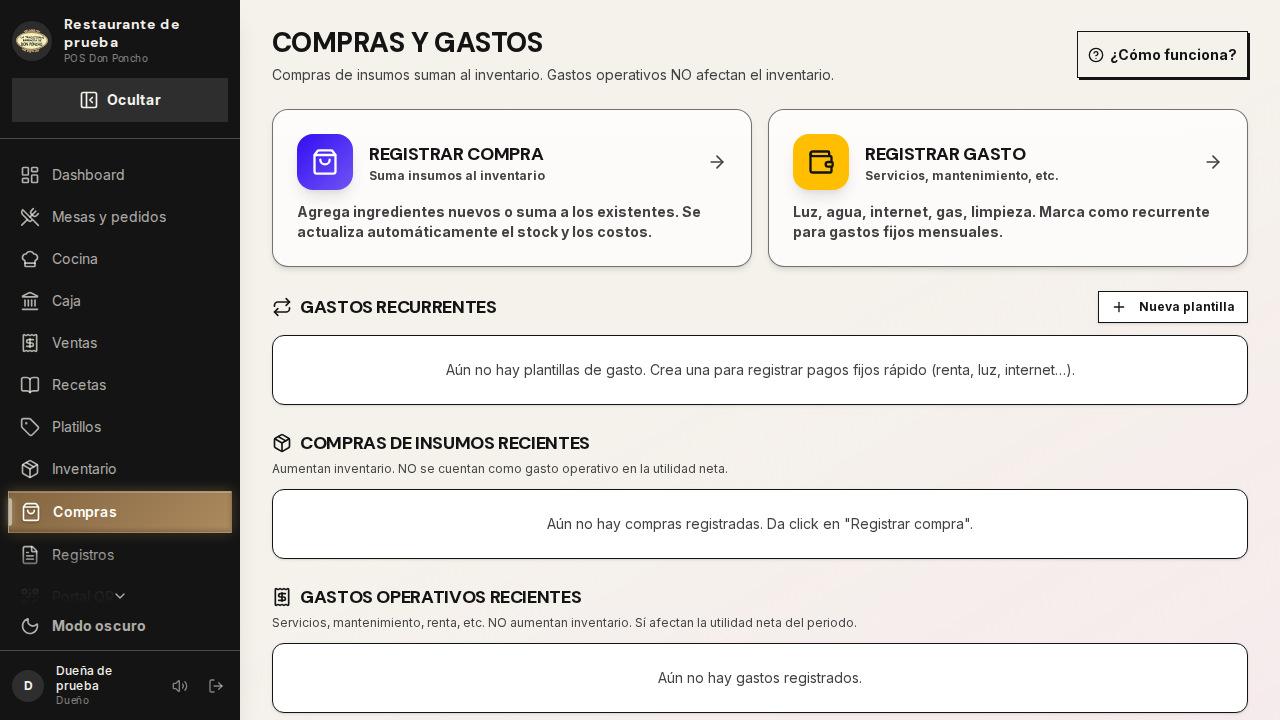 Restaurante de
prueba
POS Don Poncho
Ocultar
Dashboard
Mesas y pedidos
Cocina
Caja
Ventas
Recetas
Platillos
Inventario
Compras
Registros
Portal QR
Modo oscuro
D
Dueña de
prueba
Dueño
COMPRAS Y GASTOS
Compras de insumos suman al inventario. Gastos operativos NO afectan el inventario.
¿Cómo funciona?
REGISTRAR COMPRA
Suma insumos al inventario
Agrega ingredientes nuevos o suma a los existentes. Se
actualiza automáticamente el stock y los costos.
REGISTRAR GASTO
Servicios, mantenimiento, etc.
Luz, agua, internet, gas, limpieza. Marca como recurrente
para gastos fijos mensuales.
GASTOS RECURRENTES
Nueva plantilla
Aún no hay plantillas de gasto. Crea una para registrar pagos fijos rápido (renta, luz, internet…).
COMPRAS DE INSUMOS RECIENTES
Aumentan inventario. NO se cuentan como gasto operativo en la utilidad neta.
Aún no hay compras registradas. Da click en "Registrar compra".
GASTOS OPERATIVOS RECIENTES
Servicios, mantenimiento, renta, etc. NO aumentan inventario. Sí afectan la utilidad neta del periodo.
Aún no hay gastos registrados.